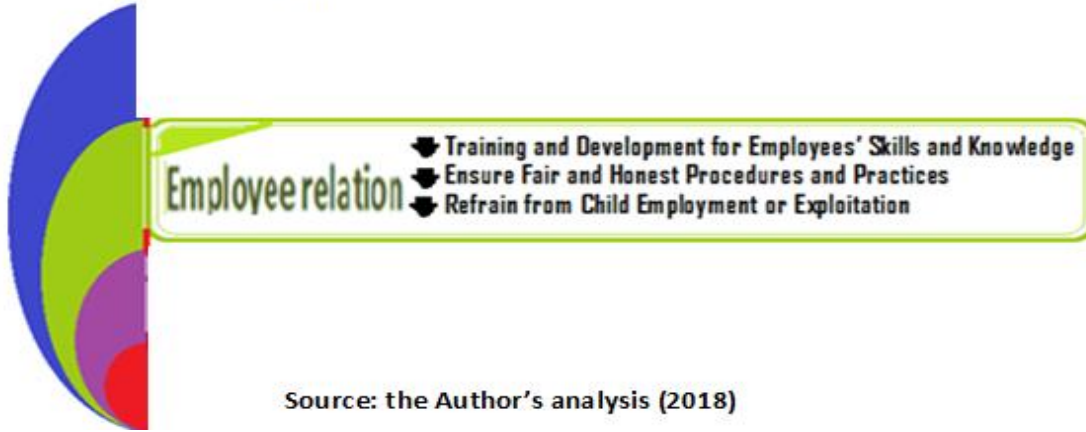 Employee relation
Training and Development for Employees' Skills and Knowledge
Ensure Fair and Honest Procedures and Practices
Refrain from Child Employment or Exploitation
Source: the Author's analysis (2018)